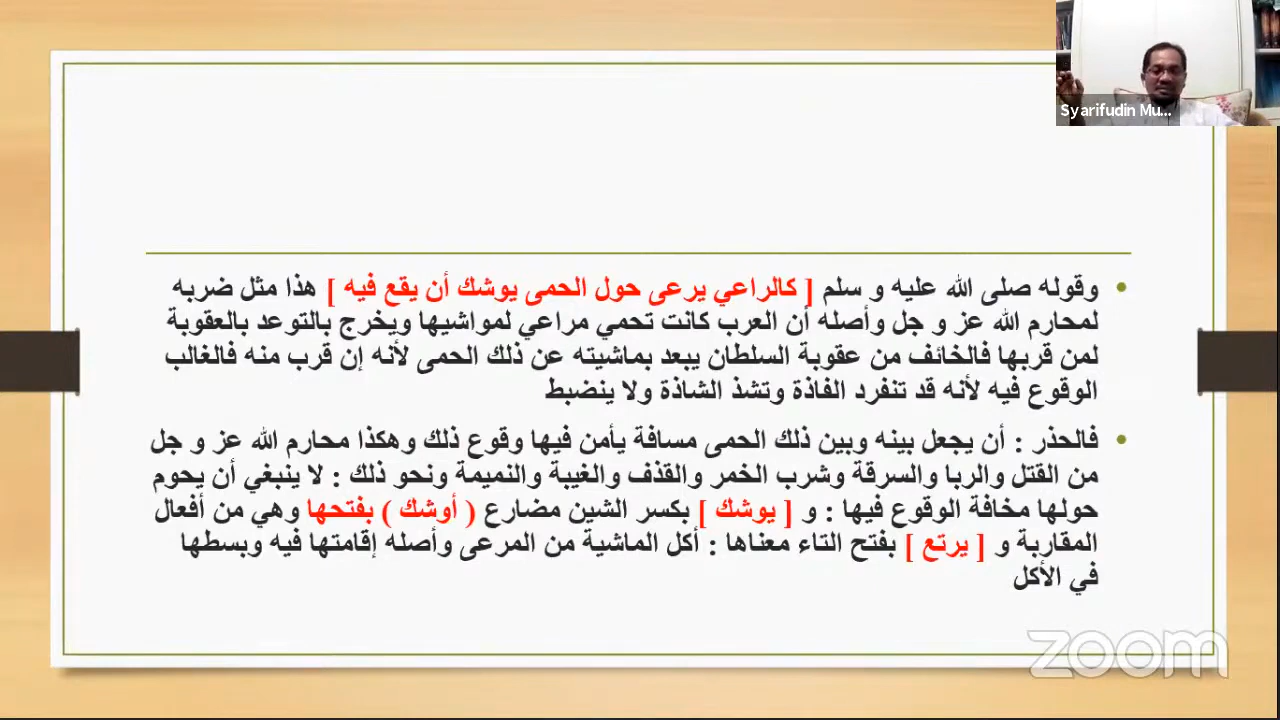 Syarifudin Mu...
• وقوله صلى الله عليه و سلم [ كالراعي يرعى حول الحمى يوشك أن يقع فيه ] هذا مثل ضربه
لمحارم الله عز و جل وأصله أن العرب كانت تحمي مراعي لمواشيها ويخرج بالتوعد بالعقوبة
لمن قربها فالخائف من عقوبة السلطان يبعد بماشيته عن ذلك الحمى لأنه إن قرب منه فالغالب
الوقوع فيه لأنه قد تنفرد الفاذة وتشذ الشاذة ولا ينضبط
• فالحذر : أن يجعل بينه وبين ذلك الحمى مسافة يأمن فيها وقوع ذلك وهكذا محارم الله عز و جل
من القتل والربا والسرقة وشرب الخمر والقذف والغيبة والنميمة ونحو ذلك : لا ينبغي أن يحوم
حولها مخافة الوقوع فيها : و [ يوشك ] بكسر الشين مضارع ( أوشك ) بفتحها وهي من أفعال
المقاربة و [ يرتع ] بفتح التاء معناها : أكل الماشية من المرعى وأصله إقامتها فيه وبسطها
في الأكل
zoom